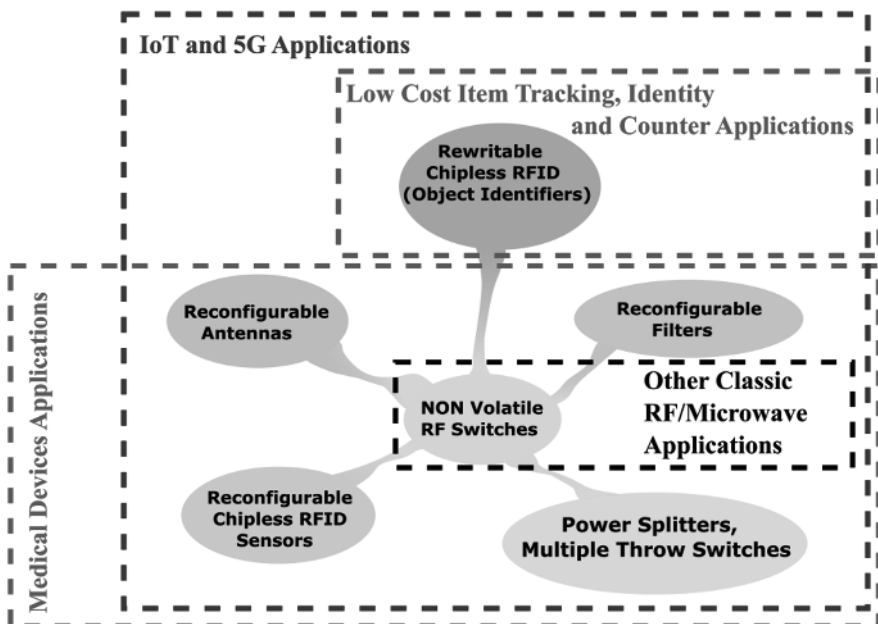 IoT and 5G Applications
Low Cost Item Tracking, Identity
and Counter Applications
Rewritable
Chipless RFID
(Object Identifiers)
Medical Devices Applications
Reconfigurable
Antennas
Reconfigurable
Filters
NON Volatile
RF Switches
Other Classic
RF/Microwave
Applications
Reconfigurable
Chipless RFID
Sensors
Power Splitters,
Multiple Throw Switches